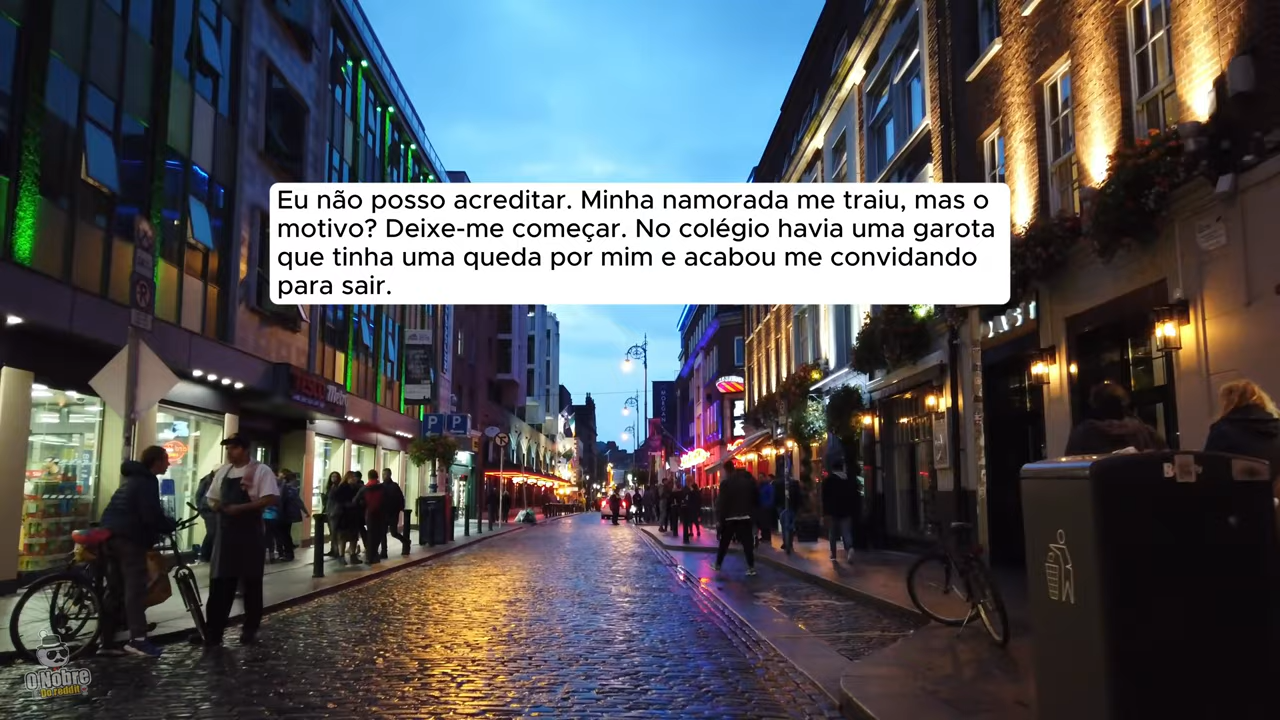 Eu não posso acreditar. Minha namorada me traiu, mas o
motivo? Deixe-me começar. No colégio havia uma garota
que tinha uma queda por mim e acabou me convidando
para sair.
P P
O Nobre
Do reddit